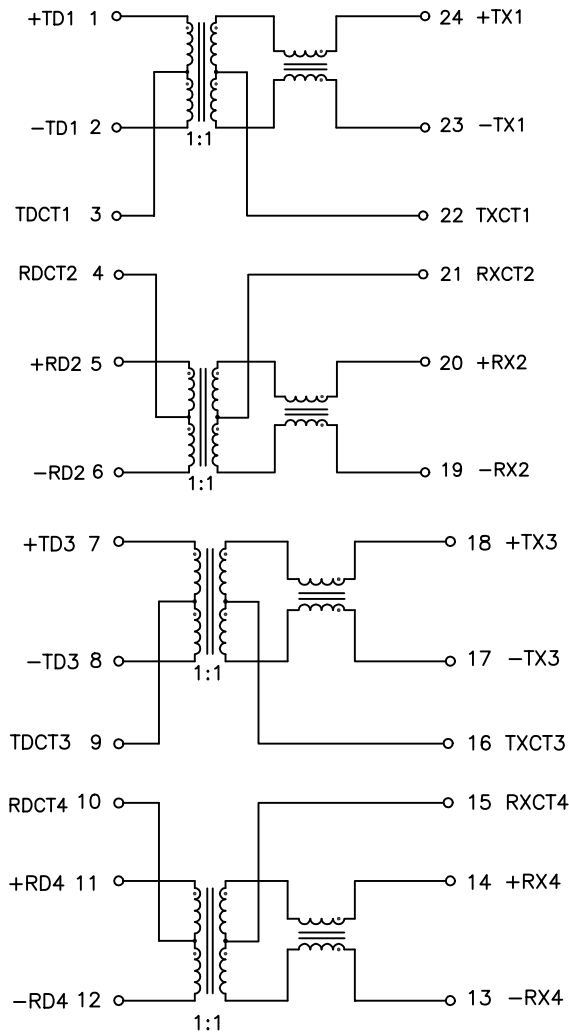 +TD1 1 24 +TX1
−TD1 2 23 −TX1
1:1
TDCT1 3 22 TXCT1
RDCT2 4 21 RXCT2
+RD2 5 20 +RX2
−RD2 6 19 −RX2
1:1
+TD3 7 18 +TX3
−TD3 8 17 −TX3
1:1
TDCT3 9 16 TXCT3
RDCT4 10 15 RXCT4
+RD4 11 14 +RX4
−RD4 12 13 −RX4
1:1